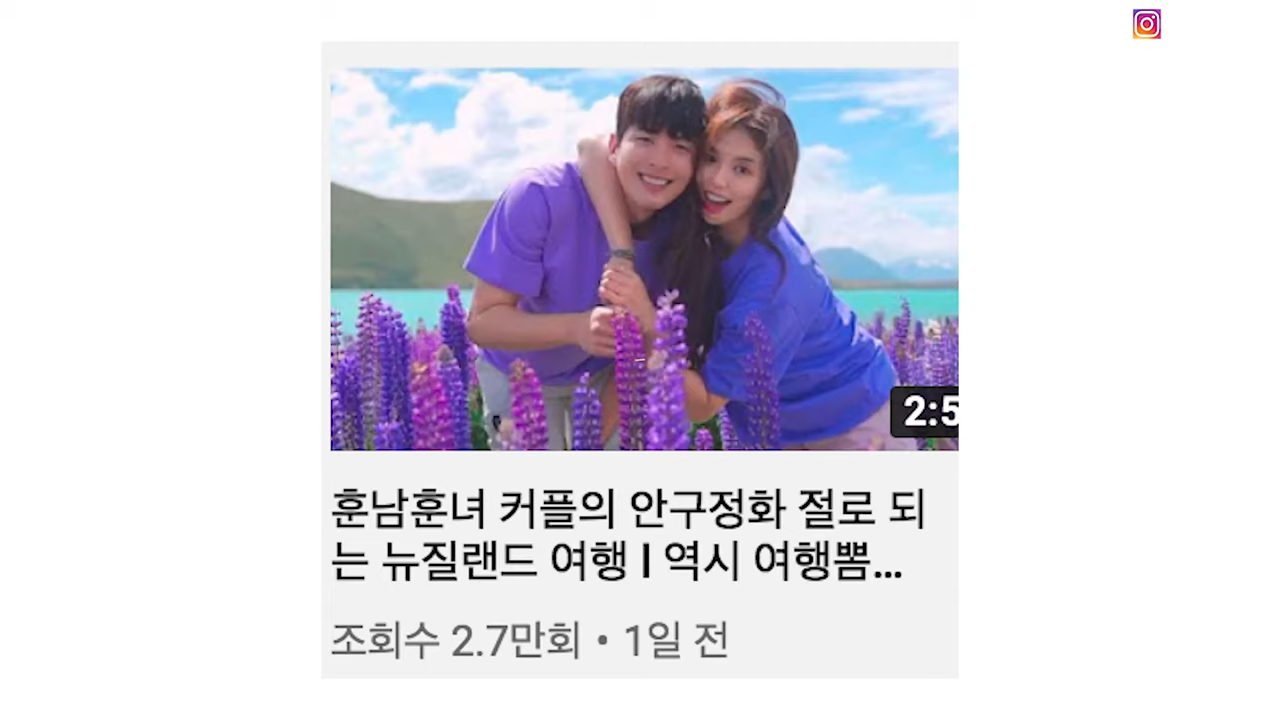 2:5
훈남훈녀 커플의 안구정화 절로 되
는 뉴질랜드 여행 l 역시 여행뽐...
조회수 2.7만회 • 1일 전